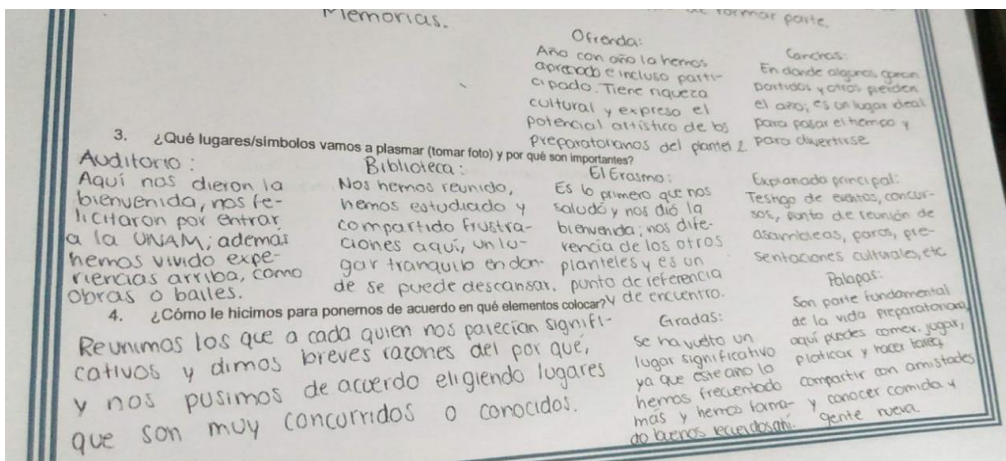 Memorias.
formar parte.
Ofrenda:
Año con año la hemos
apreciado e incluso parti-
cipado. Tiene riqueza
cultural y expresa el
potencial artístico de los
preparatorianos del plantel 2
Canchas:
En donde algunos ganan
partidos y otros pierden
el año; es un lugar ideal
para pasar el tiempo y
para divertirse
3. ¿Qué lugares/símbolos vamos a plasmar (tomar foto) y por qué son importantes?
Auditorio:
Aquí nos dieron la
bienvenida, nos fe-
licitaron por entrar
a la UNAM; además
hemos vivido expe-
riencias arriba, como
obras o bailes.
Biblioteca:
Nos hemos reunido,
hemos estudiado y
compartido frustra-
ciones aquí, un lu-
gar tranquilo en don-
de se puede descansar.
El Erasmo:
Es lo primero que nos
saludó y nos dió la
bienvenida; nos dife-
rencia de los otros
planteles y es un
punto de referencia
y de encuentro.
Explanada principal:
Testigo de eventos, concur-
sos, punto de reunión de
asambleas, paros, pre-
sentaciones culturales, etc
4. ¿Cómo le hicimos para ponernos de acuerdo en qué elementos colocar?
Reunimos los que a cada quien nos parecían signifi-
cativos y dimos breves razones del por qué,
y nos pusimos de acuerdo eligiendo lugares
que son muy concurridos o conocidos.
Gradas:
Se ha vuelto un
lugar significativo
ya que este año lo
hemos frecuentado
más y hemos forma-
do buenos recuerdos ahí.
Palapas:
Son parte fundamental
de la vida preparatoriana,
aquí puedes comer, jugar,
platicar y hacer tarea,
compartir con amistades
y conocer comida y
gente nueva.